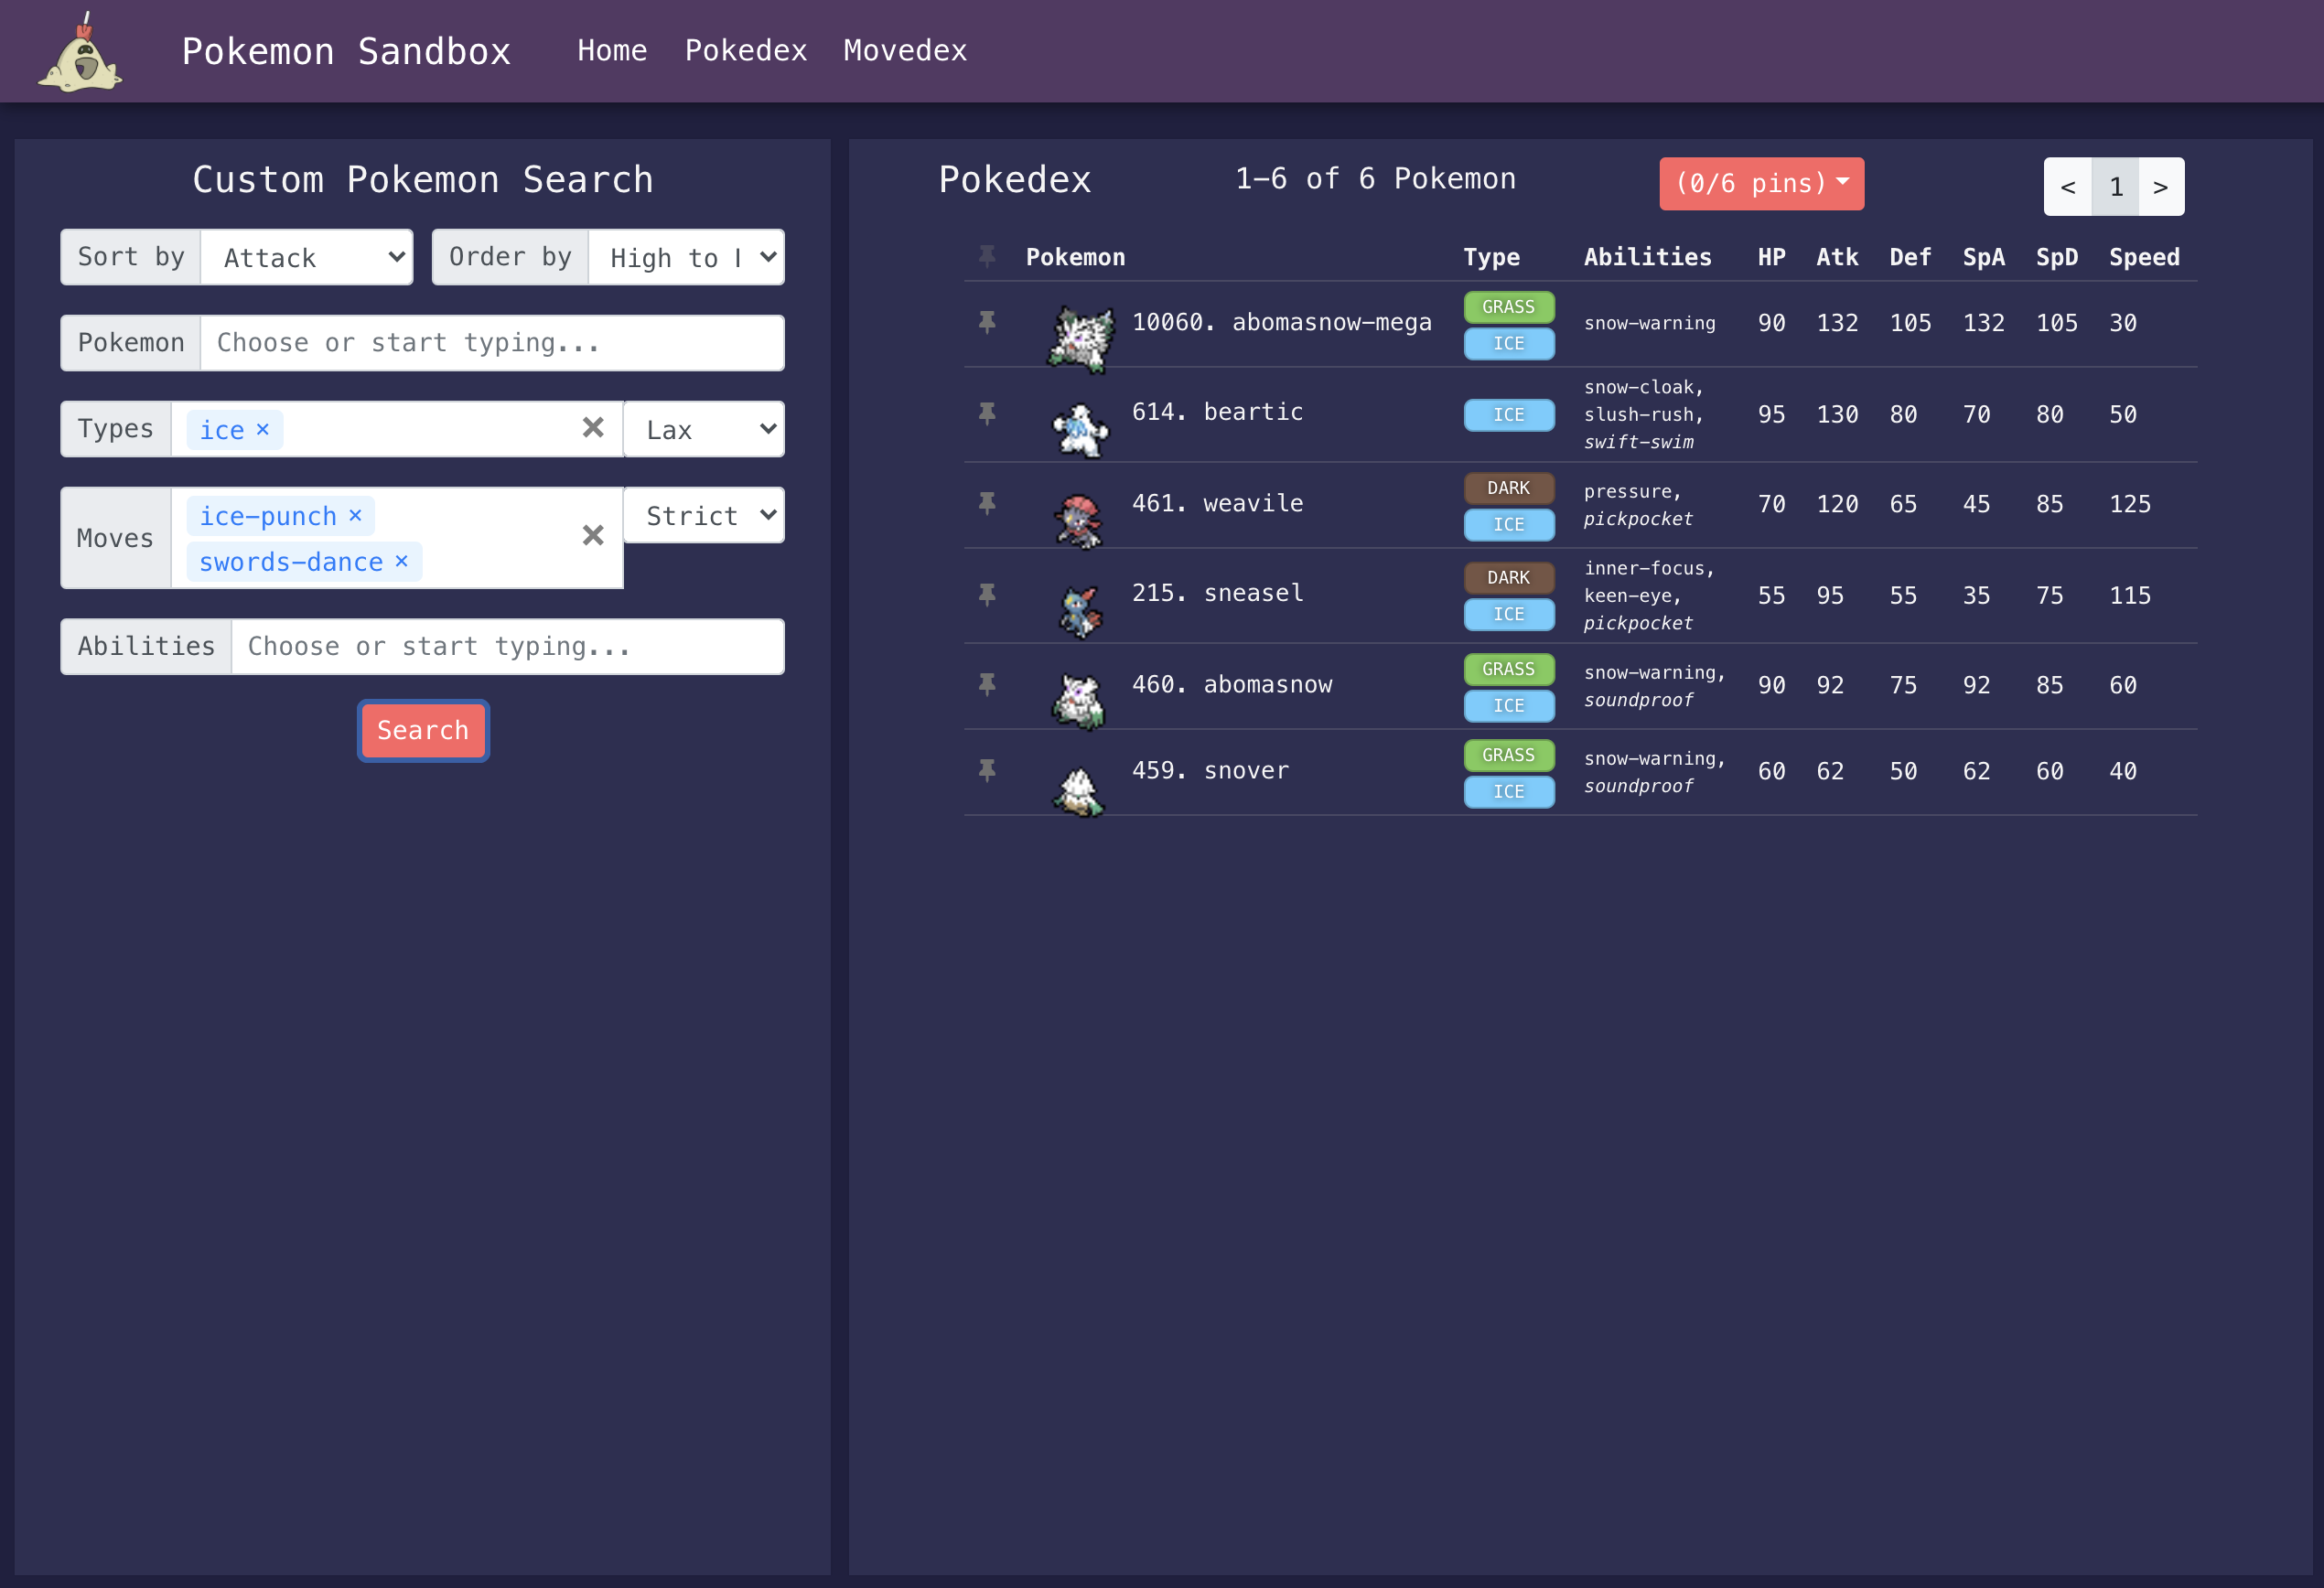 Pokemon Sandbox Home Pokedex Movedex
Custom Pokemon Search
Sort by Attack Order by High to l
Pokemon Choose or start typing...
Types ice × Lax
Moves ice-punch × Strict
swords-dance ×
Abilities Choose or start typing...
Search
Pokedex 1-6 of 6 Pokemon (0/6 pins) < 1 >
Pokemon Type Abilities HP Atk Def SpA SpD Speed
10060. abomasnow-mega GRASS ICE snow-warning 90 132 105 132 105 30
614. beartic ICE snow-cloak, slush-rush, swift-swim 95 130 80 70 80 50
461. weavile DARK ICE pressure, pickpocket 70 120 65 45 85 125
215. sneasel DARK ICE inner-focus, keen-eye, pickpocket 55 95 55 35 75 115
460. abomasnow GRASS ICE snow-warning, soundproof 90 92 75 92 85 60
459. snover GRASS ICE snow-warning, soundproof 60 62 50 62 60 40